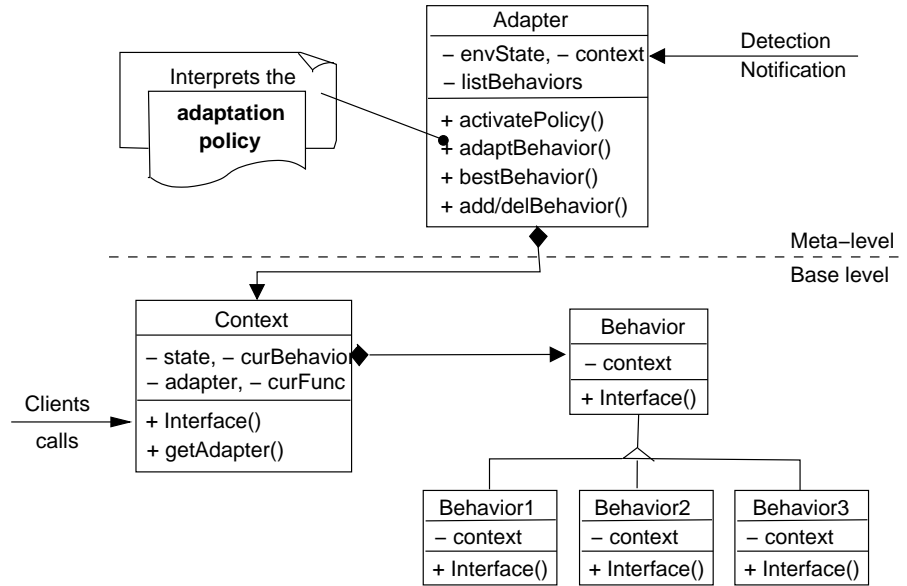 Adapter
− envState, − context
− listBehaviors
+ activatePolicy()
+ adaptBehavior()
+ bestBehavior()
+ add/delBehavior()
Detection
Notification
Interprets the
adaptation
policy
Meta−level
Base level
Context
− state, − curBehavior
− adapter, − curFunc
+ Interface()
+ getAdapter()
Clients
calls
Behavior
− context
+ Interface()
Behavior1
− context
+ Interface()
Behavior2
− context
+ Interface()
Behavior3
− context
+ Interface()